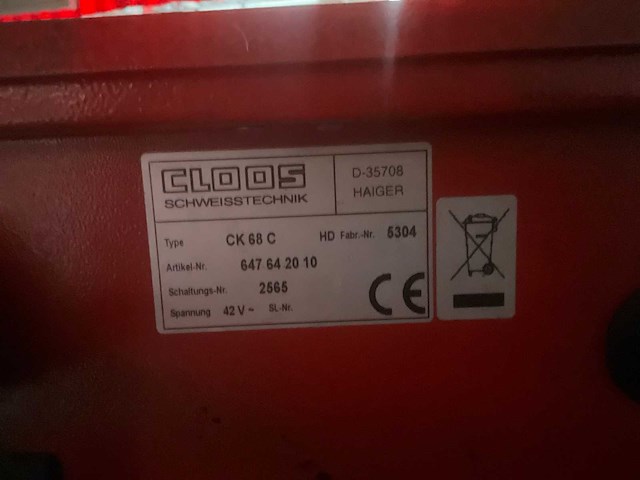 CLOOS
SCHWEISSTECHNIK
D-35708
HAIGER
Type CK 68 C HD Fabr.-Nr. 5304
Artikel-Nr. 647 64 20 10
Schaltungs-Nr. 2565
Spannung 42 V ~ SL-Nr.
CE